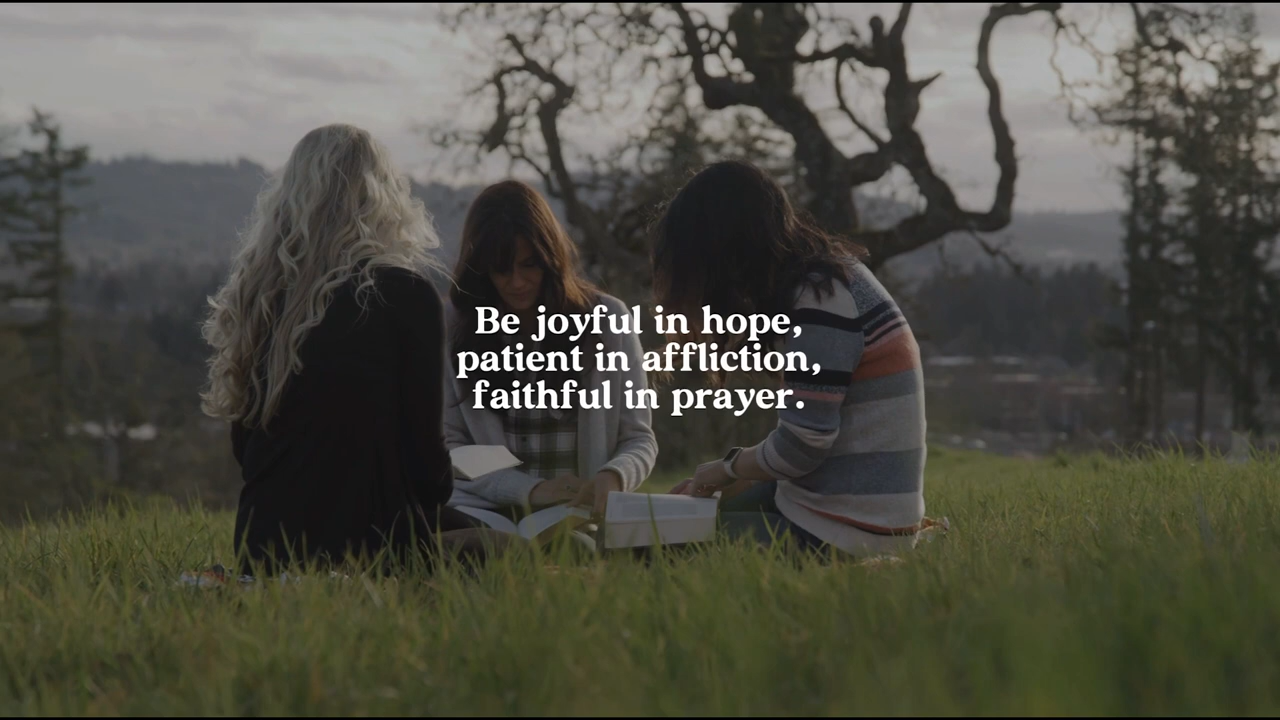 Be joyful in hope,
patient in affliction,
faithful in prayer.